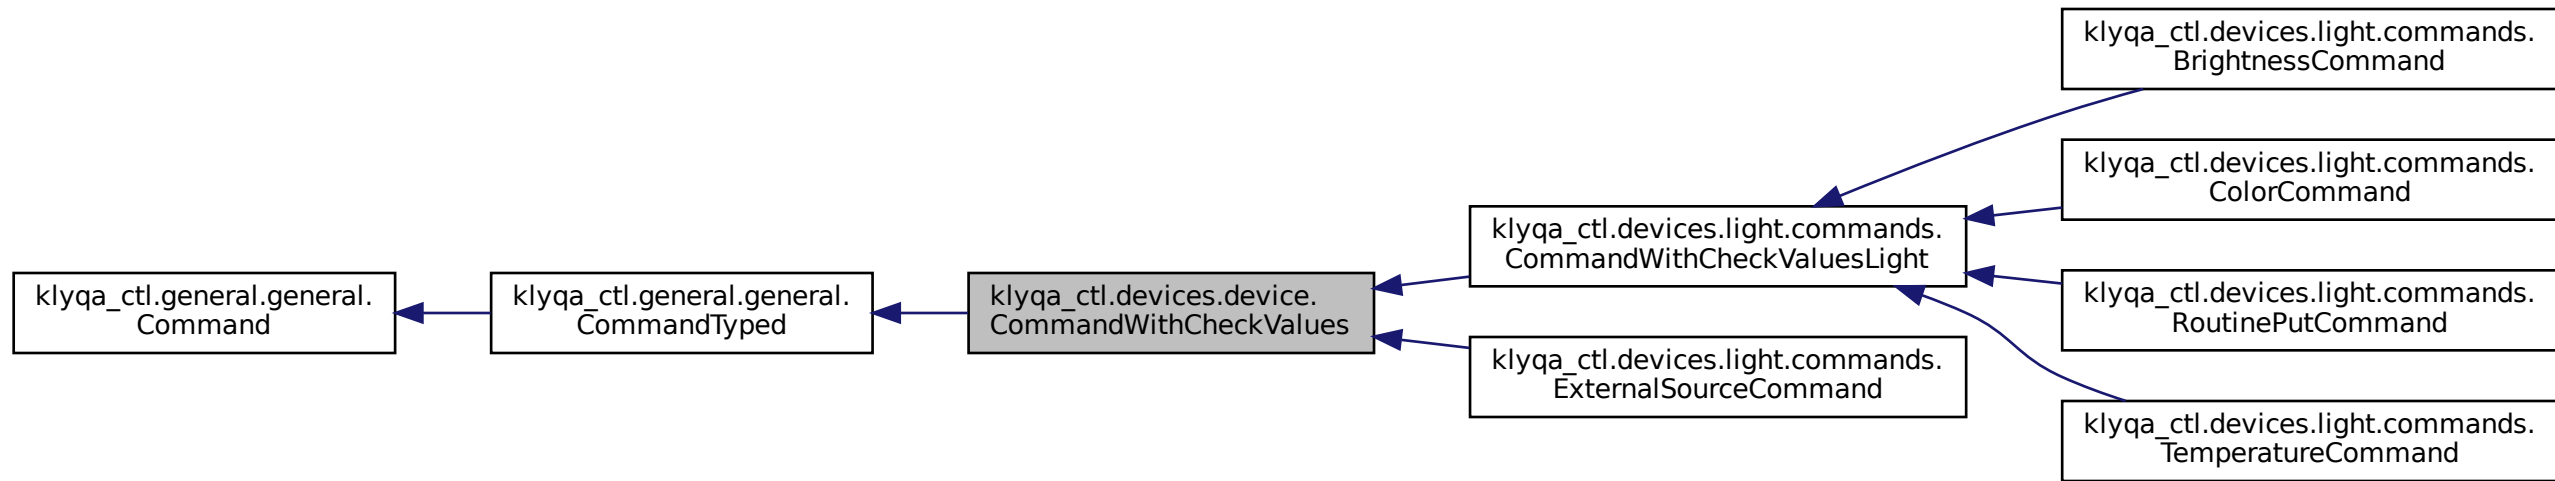 klyqa_ctl.general.general.
Command
klyqa_ctl.general.general.
CommandTyped
klyqa_ctl.devices.device.
CommandWithCheckValues
klyqa_ctl.devices.light.commands.
CommandWithCheckValuesLight
klyqa_ctl.devices.light.commands.
ExternalSourceCommand
klyqa_ctl.devices.light.commands.
BrightnessCommand
klyqa_ctl.devices.light.commands.
ColorCommand
klyqa_ctl.devices.light.commands.
RoutinePutCommand
klyqa_ctl.devices.light.commands.
TemperatureCommand